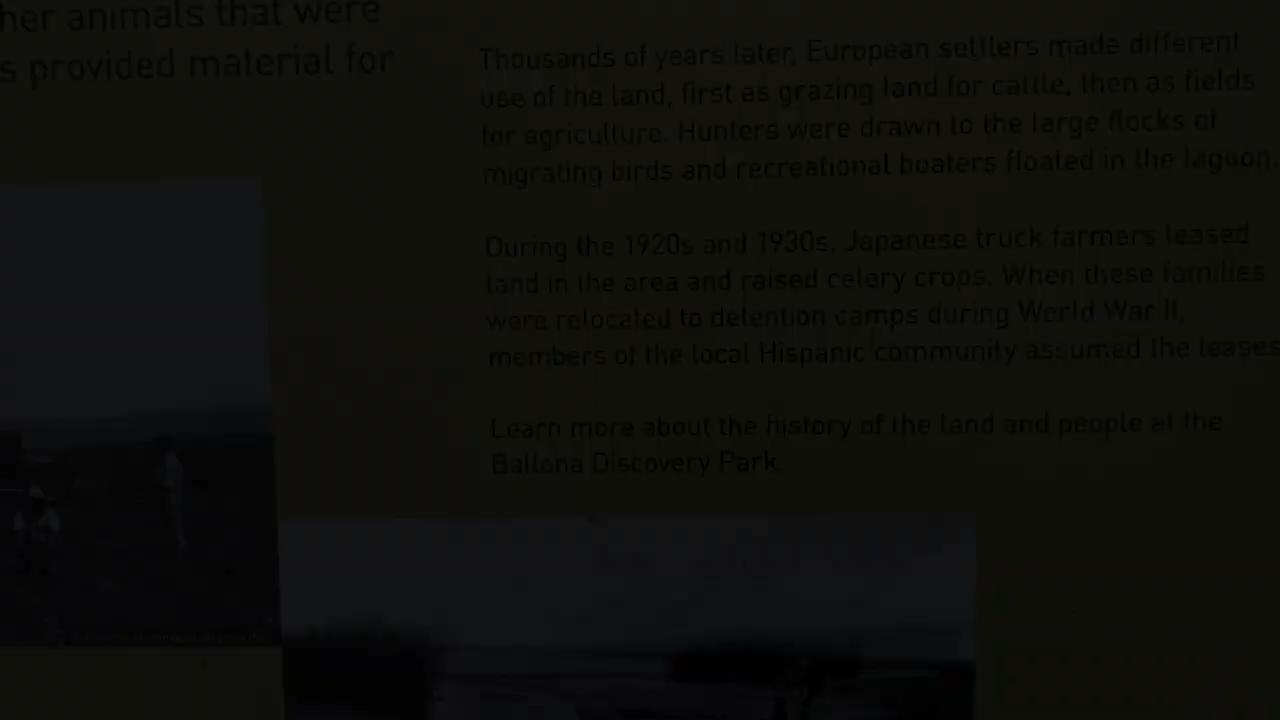 her animals that were
s provided material for
Thousands of years later, European settlers made different
use of the land, first as grazing land for cattle, then as fields
for agriculture. Hunters were drawn to the large flocks of
migrating birds and recreational boaters floated in the lagoon.
During the 1920s and 1930s, Japanese truck farmers leased
land in the area and raised celery crops. When these families
were relocated to detention camps during World War II,
members of the local Hispanic community assumed the leases
Learn more about the history of the land and people at the
Ballona Discovery Park.